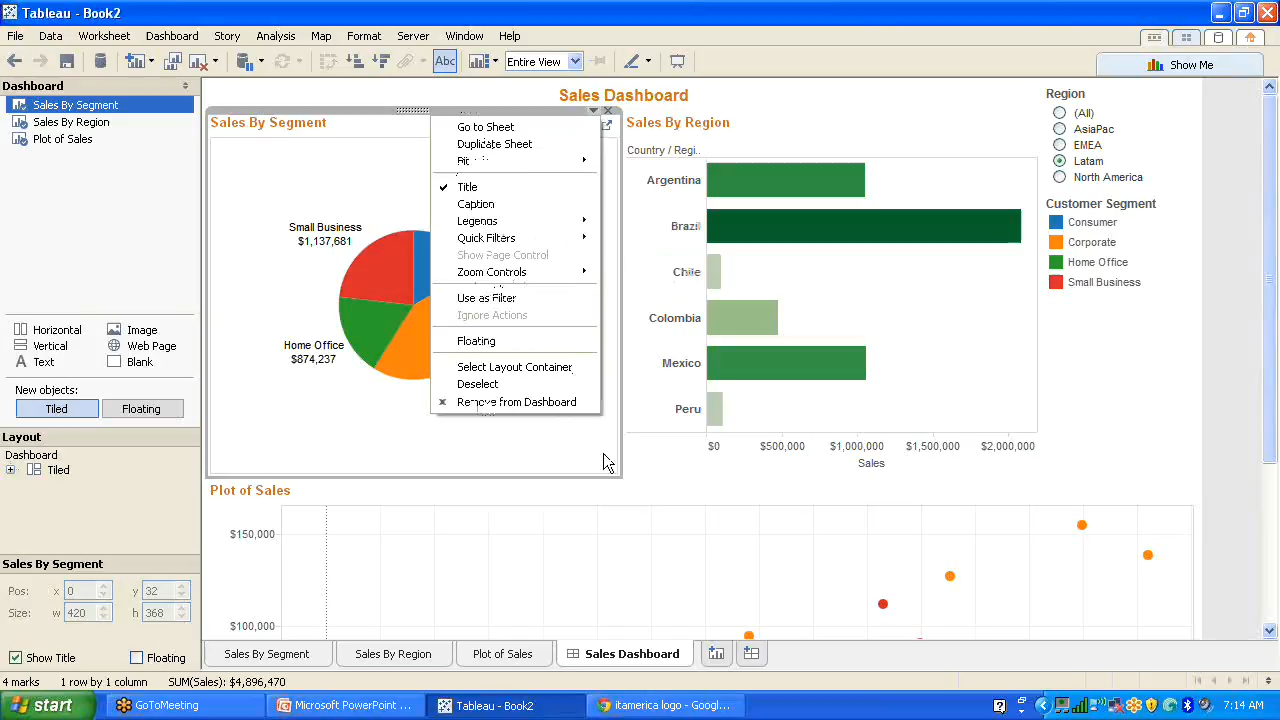 Tableau - Book2
File Data Worksheet Dashboard Story Analysis Map Format Server Window Help
Abc Entire View
Show Me
Dashboard
Sales By Segment
Sales By Region
Plot of Sales
Horizontal Image
Vertical Web Page
A Text Blank
New objects:
Tiled Floating
Layout
Dashboard
Tiled
Sales By Segment
Pos: x 0 y 32
Size: w 420 h 368
Show Title Floating
Sales Dashboard
Sales By Segment
Small Business
$1,137,681
Home Office
$874,237
Go to Sheet
Duplicate Sheet
Fit
Title
Caption
Legends
Quick Filters
Show Page Control
Zoom Controls
Use as Filter
Ignore Actions
Floating
Select Layout Container
Deselect
Remove from Dashboard
Sales By Region
Country / Regi..
Argentina
Brazil
Chile
Colombia
Mexico
Peru
$0 $500,000 $1,000,000 $1,500,000 $2,000,000
Sales
Region
(All)
AsiaPac
EMEA
Latam
North America
Customer Segment
Consumer
Corporate
Home Office
Small Business
Plot of Sales
$150,000
$100,000
Sales By Segment Sales By Region Plot of Sales Sales Dashboard
4 marks 1 row by 1 column SUM(Sales): $4,896,470
start GoToMeeting Microsoft PowerPoint ... Tableau - Book2 itamerica logo - Googl... 7:14 AM